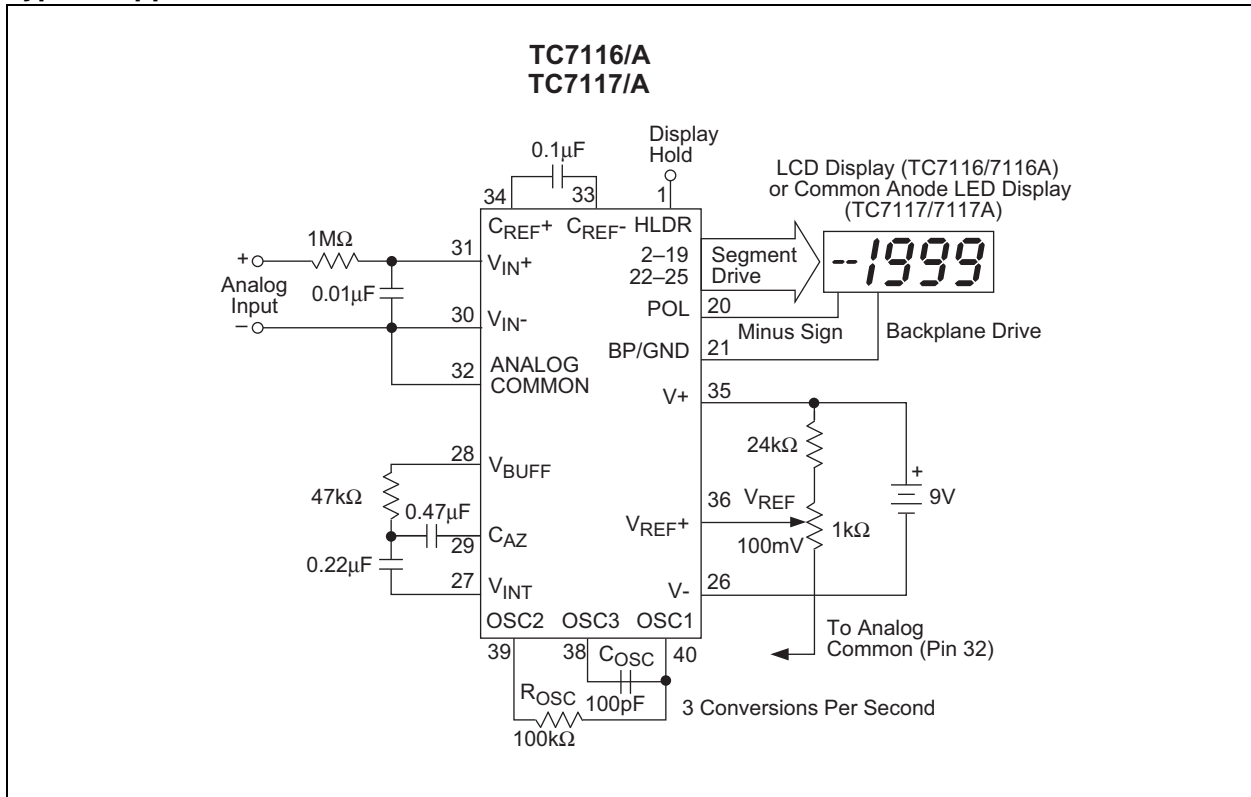 TC7116/A
TC7117/A
Display
Hold
0.1μF
LCD Display (TC7116/7116A)
or Common Anode LED Display
(TC7117/7117A)
34
33
1
CREF+
CREF-
HLDR
1MΩ
31
VIN+
2–19
22–25
Segment
Drive
--1999
+
Analog
Input
–
0.01μF
30
VIN-
POL
20
Minus Sign
Backplane Drive
BP/GND
21
32
ANALOG
COMMON
V+
35
24kΩ
+
9V
28
VBUFF
47kΩ
0.47μF
36
VREF
VREF+
1kΩ
100mV
29
CAZ
0.22μF
27
VINT
V-
26
OSC2
OSC3
OSC1
To Analog
Common (Pin 32)
39
38
COSC
40
100pF
ROSC
100kΩ
3 Conversions Per Second